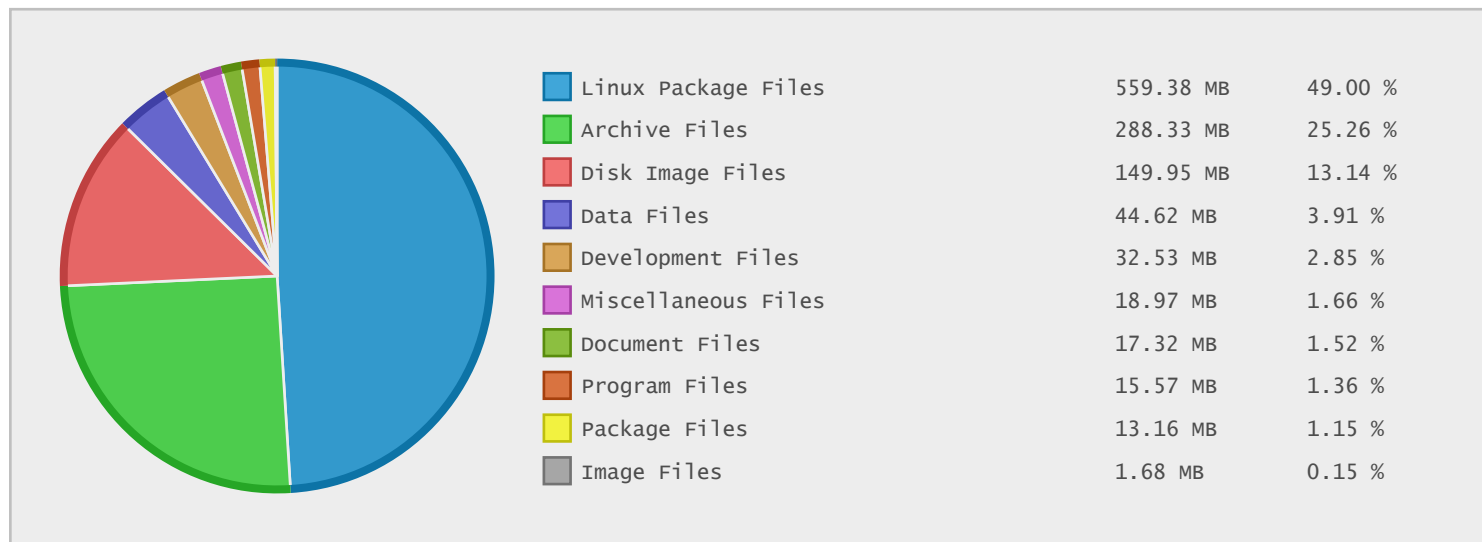 Linux Package Files 559.38 MB 49.00 %
Archive Files 288.33 MB 25.26 %
Disk Image Files 149.95 MB 13.14 %
Data Files 44.62 MB 3.91 %
Development Files 32.53 MB 2.85 %
Miscellaneous Files 18.97 MB 1.66 %
Document Files 17.32 MB 1.52 %
Program Files 15.57 MB 1.36 %
Package Files 13.16 MB 1.15 %
Image Files 1.68 MB 0.15 %